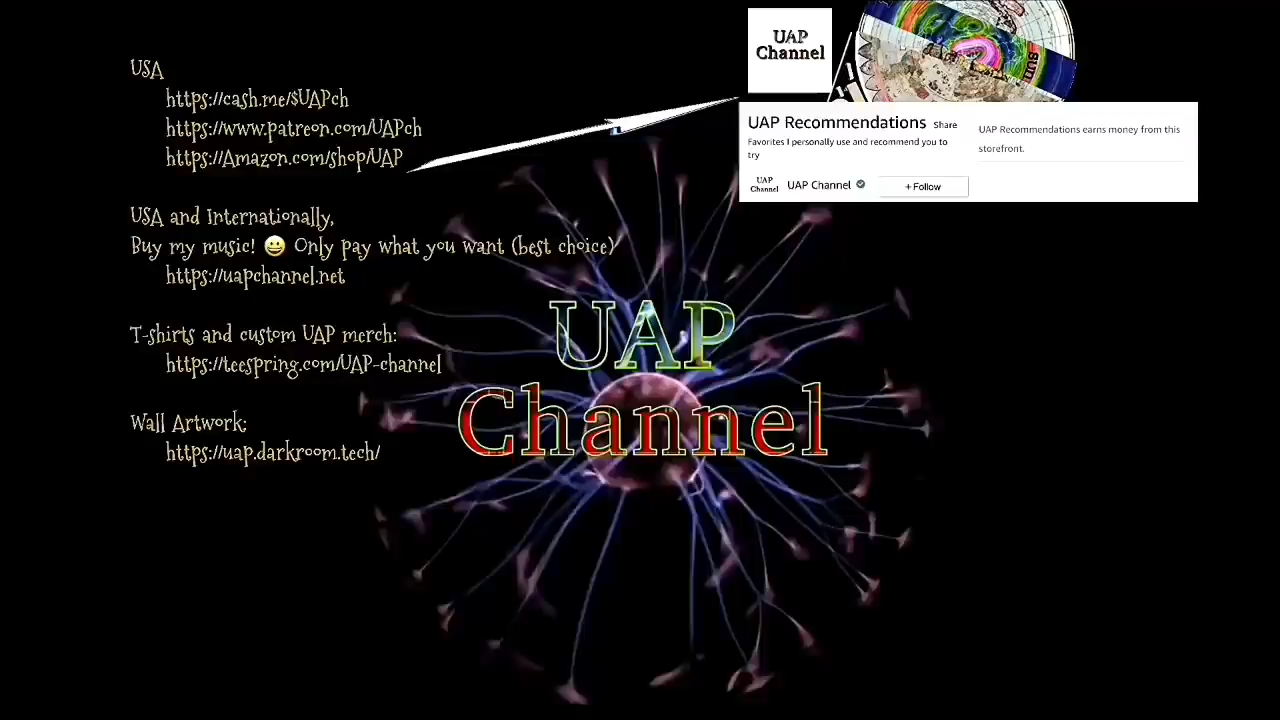 USA
https://cash.me/$UAPch
https://www.patreon.com/UAPch
https://Amazon.com/shop/UAP
USA and Internationally,
Buy my music! 😀 Only pay what you want (best choice)
https://uapchannel.net
T-shirts and custom UAP merch:
https://teespring.com/UAP-channel
Wall Artwork:
https://uap.darkroom.tech/
UAP
Channel
SUN
UAP Recommendations Share
Favorites I personally use and recommend you to
try
UAP
Channel
UAP Channel
+ Follow
UAP Recommendations earns money from this
storefront.
UAP
Channel